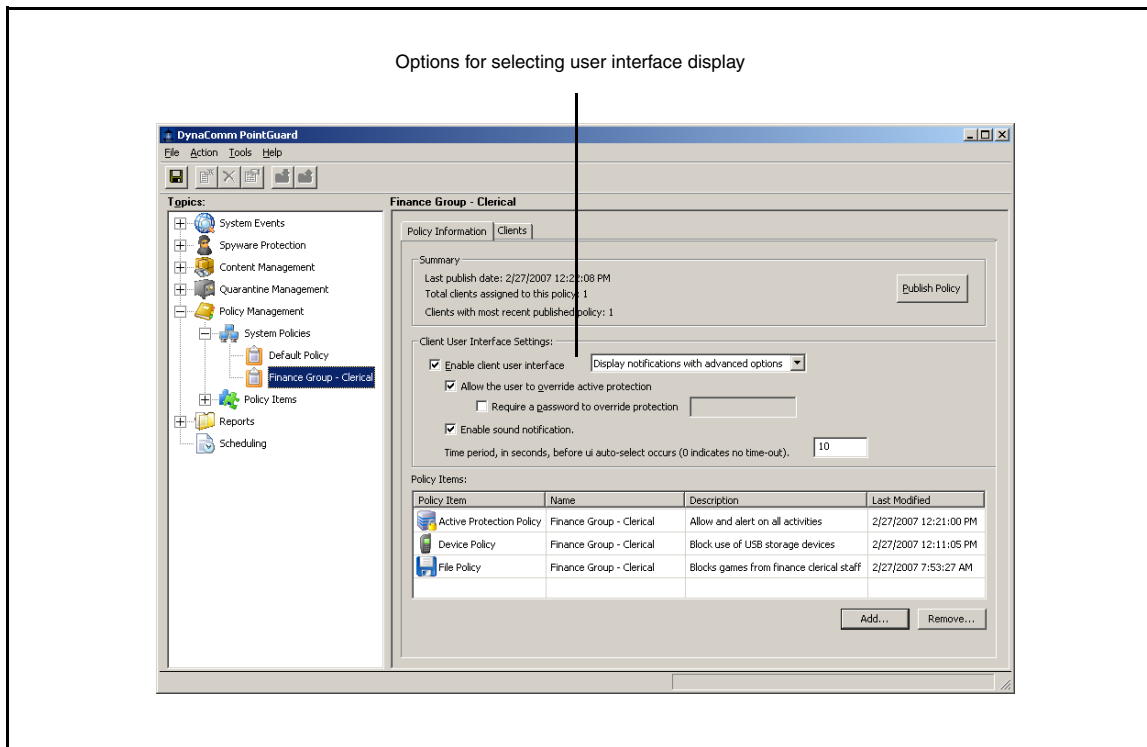 Options for selecting user interface display
DynaComm PointGuard
File Action Tools Help
Topics:
System Events
Spyware Protection
Content Management
Quarantine Management
Policy Management
System Policies
Default Policy
Finance Group - Clerical
Policy Items
Reports
Scheduling
Finance Group - Clerical
Policy Information Clients
Summary
Last publish date: 2/27/2007 12:22:08 PM
Total clients assigned to this policy: 1
Clients with most recent published policy: 1
Publish Policy
Client User Interface Settings:
Enable client user interface Display notifications with advanced options
Allow the user to override active protection
Require a password to override protection
Enable sound notification.
Time period, in seconds, before ui auto-select occurs (0 indicates no time-out). 10
Policy Items:
Policy Item Name Description Last Modified
Active Protection Policy Finance Group - Clerical Allow and alert on all activities 2/27/2007 12:21:00 PM
Device Policy Finance Group - Clerical Block use of USB storage devices 2/27/2007 12:11:05 PM
File Policy Finance Group - Clerical Blocks games from finance clerical staff 2/27/2007 7:53:27 AM
Add... Remove...